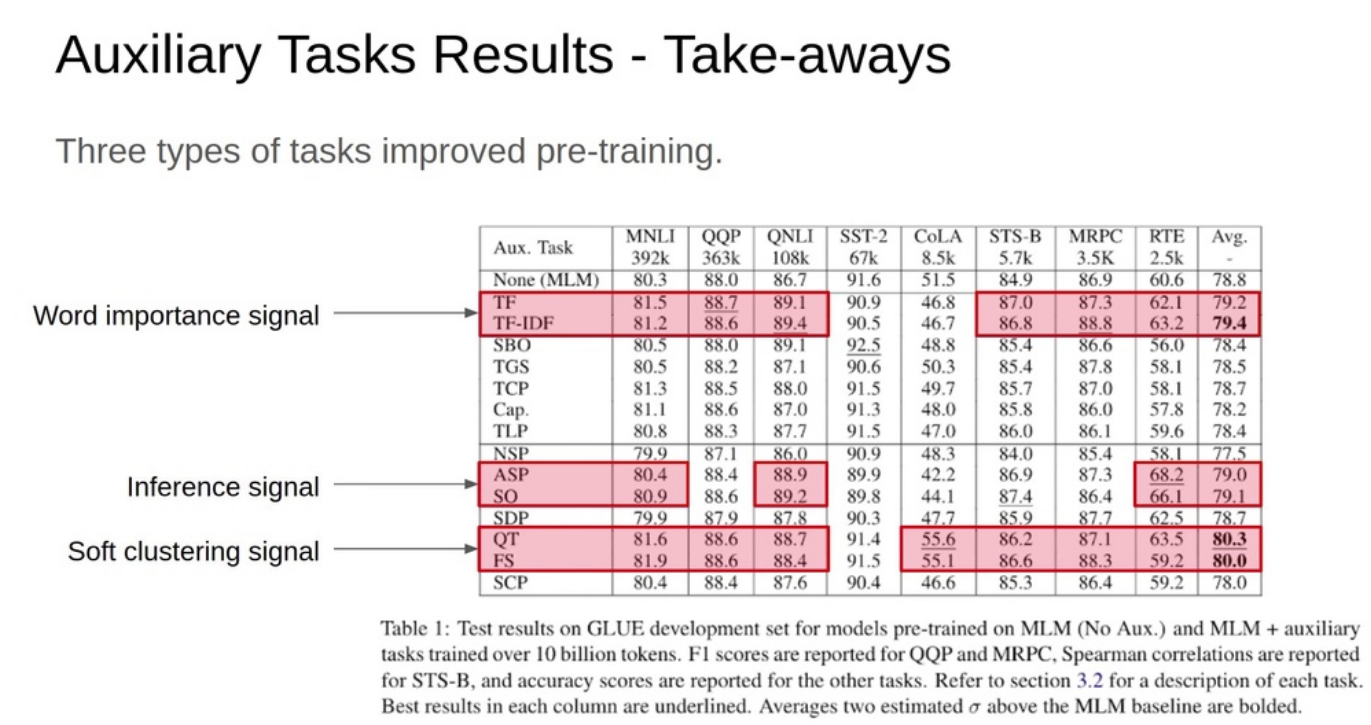 Auxiliary Tasks Results - Take-aways
Three types of tasks improved pre-training.
Aux. Task MNLI QQP QNLI SST-2 CoLA STS-B MRPC RTE Avg.
392k 363k 108k 67k 8.5k 5.7k 3.5K 2.5k -
None (MLM) 80.3 88.0 86.7 91.6 51.5 84.9 86.9 60.6 78.8
Word importance signal
TF 81.5 88.7 89.1 90.9 46.8 87.0 87.3 62.1 79.2
TF-IDF 81.2 88.6 89.4 90.5 46.7 86.8 88.8 63.2 79.4
SBO 80.5 88.0 89.1 92.5 48.8 85.4 86.6 56.0 78.4
TGS 80.5 88.2 87.1 90.6 50.3 85.4 87.8 58.1 78.5
TCP 81.3 88.5 88.0 91.5 49.7 85.7 87.0 58.1 78.7
Cap. 81.1 88.6 87.0 91.3 48.0 85.8 86.0 57.8 78.2
TLP 80.8 88.3 87.7 91.5 47.0 86.0 86.1 59.6 78.4
NSP 79.9 87.1 86.0 90.9 48.3 84.0 85.4 58.1 77.5
Inference signal
ASP 80.4 88.4 88.9 89.9 42.2 86.9 87.3 68.2 79.0
SO 80.9 88.6 89.2 89.8 44.1 87.4 86.4 66.1 79.1
SDP 79.9 87.9 87.8 90.3 47.7 85.9 87.7 62.5 78.7
Soft clustering signal
QT 81.6 88.6 88.7 91.4 55.6 86.2 87.1 63.5 80.3
FS 81.9 88.6 88.4 91.5 55.1 86.6 88.3 59.2 80.0
SCP 80.4 88.4 87.6 90.4 46.6 85.3 86.4 59.2 78.0
Table 1: Test results on GLUE development set for models pre-trained on MLM (No Aux.) and MLM + auxiliary
tasks trained over 10 billion tokens. F1 scores are reported for QQP and MRPC, Spearman correlations are reported
for STS-B, and accuracy scores are reported for the other tasks. Refer to section 3.2 for a description of each task.
Best results in each column are underlined. Averages two estimated σ above the MLM baseline are bolded.